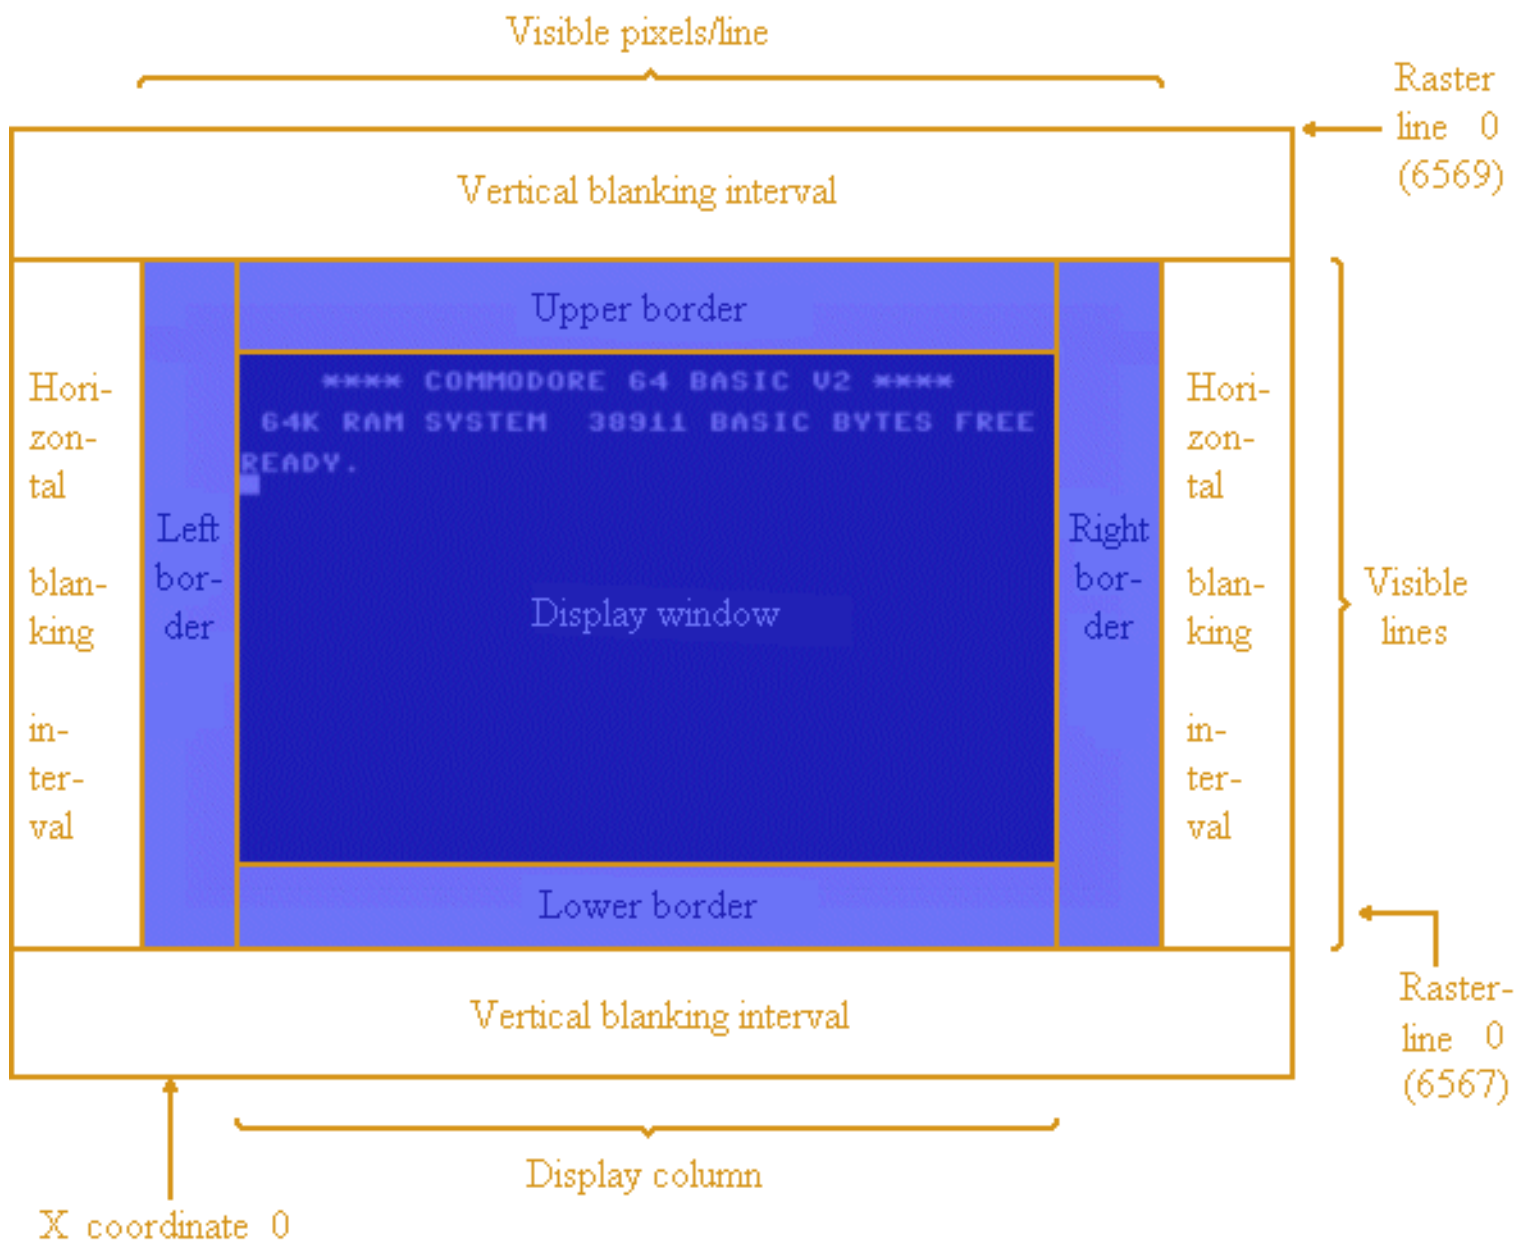 Visible pixels/line
Raster
line 0
(6569)
Vertical blanking interval
Upper border
**** COMMODORE 64 BASIC V2 ****
64K RAM SYSTEM 38911 BASIC BYTES FREE
READY.
Hori-
zon-
tal
blan-
king
in-
ter-
val
Left
bor-
der
Display window
Right
bor-
der
Hori-
zon-
tal
blan-
king
in-
ter-
val
Visible
lines
Lower border
Vertical blanking interval
Raster-
line 0
(6567)
Display column
X coordinate 0